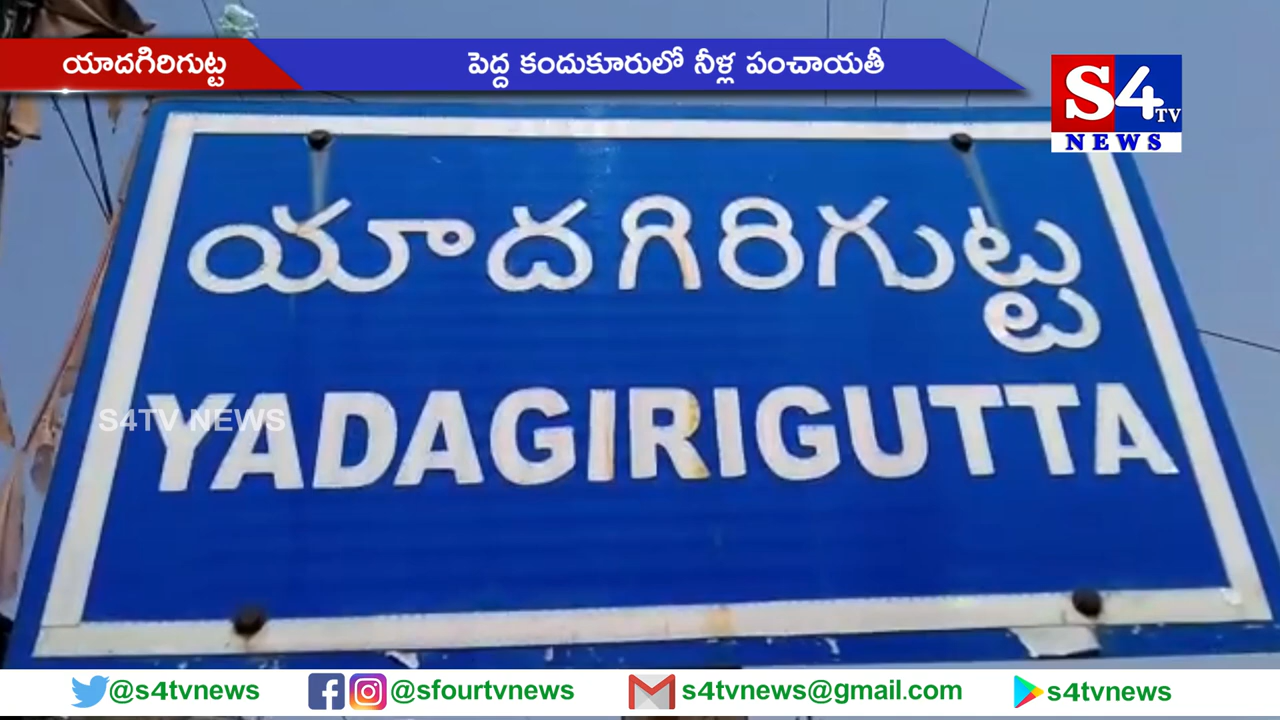 యాదగిరిగుట్ట
పెద్ద కందుకూరులో నీళ్ల పంచాయతీ
S4 TV
NEWS
యాదగిరిగుట్ట
S4TV NEWS
YADAGIRIGUTTA
@s4tvnews
@sfourtvnews
s4tvnews@gmail.com
s4tvnews